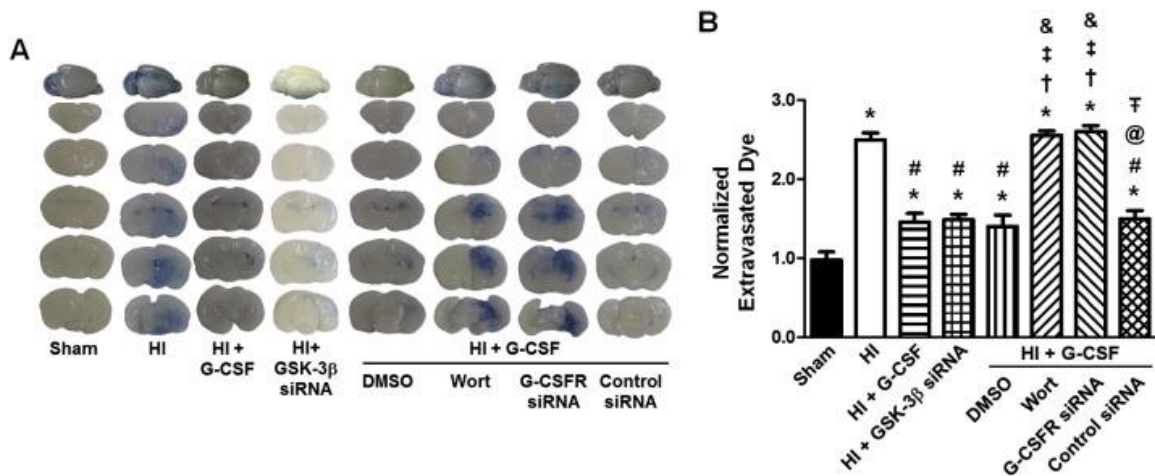 A
Sham
HI
HI +
G-CSF
HI+
GSK-3β
siRNA
HI + G-CSF
DMSO
Wort
G-CSFR
siRNA
Control
siRNA
B
Normalized
Extravasated Dye
3.0
2.0
1.0
0.0
*
#
*
#
*
#
*
&
‡
†
*
&
‡
†
*
Ŧ
@
#
*
Sham
HI
HI + G-CSF
HI + GSK-3β siRNA
HI + G-CSF
DMSO
Wort
G-CSFR siRNA
Control siRNA